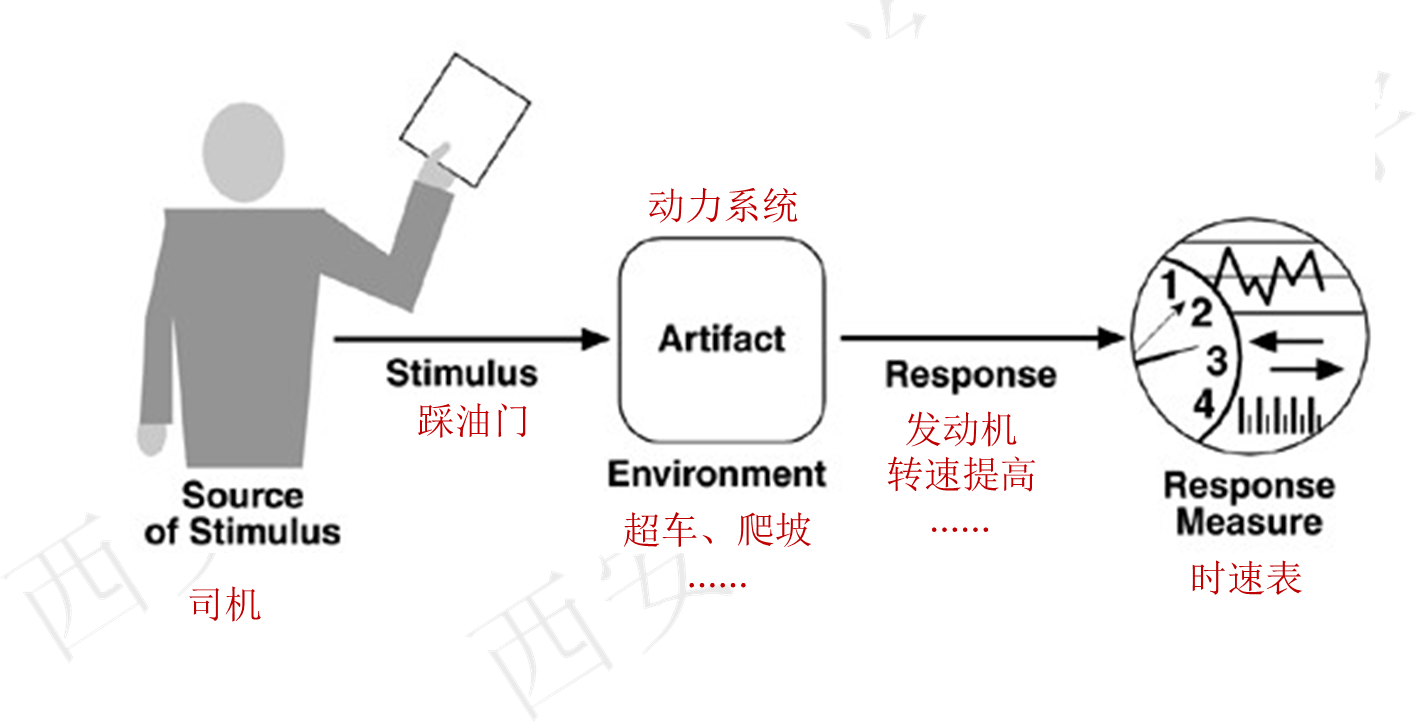 动力系统
1
2
3
4
Artifact
Stimulus
踩油门
Response
发动机
转速提高
......
Environment
超车、爬坡
......
Source
of Stimulus
司机
Response
Measure
时速表
西安
西安